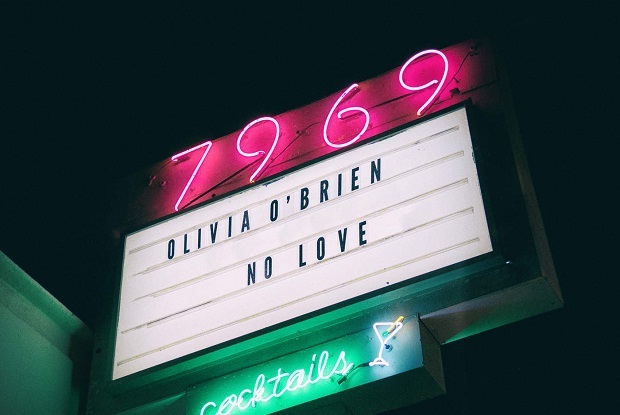 7969
OLIVIA O'BRIEN
NO LOVE
cocktails